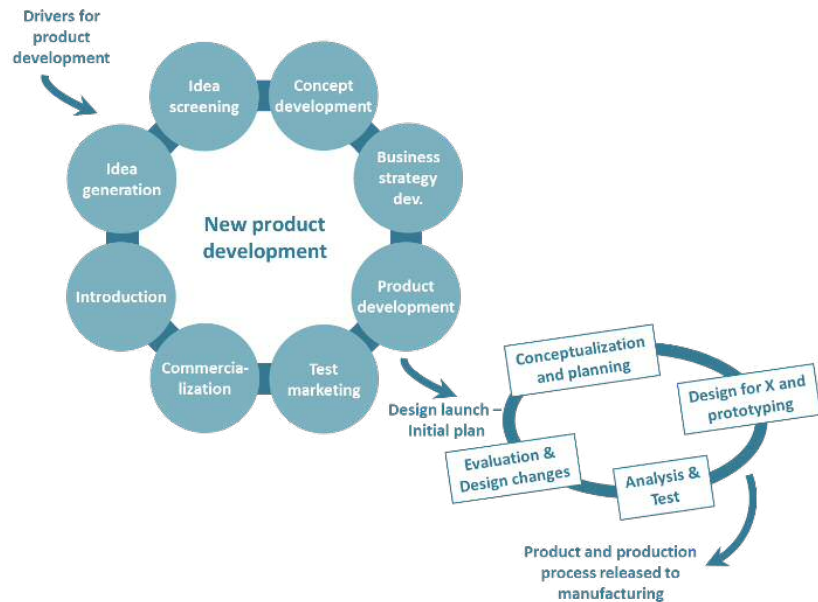 Drivers for
product
development
Idea
screening
Concept
development
Idea
generation
Business
strategy
dev.
New product
development
Introduction
Product
development
Commercia-
lization
Test
marketing
Conceptualization
and planning
Design for X and
prototyping
Design launch –
Initial plan
Evaluation &
Design changes
Analysis &
Test
Product and production
process released to
manufacturing